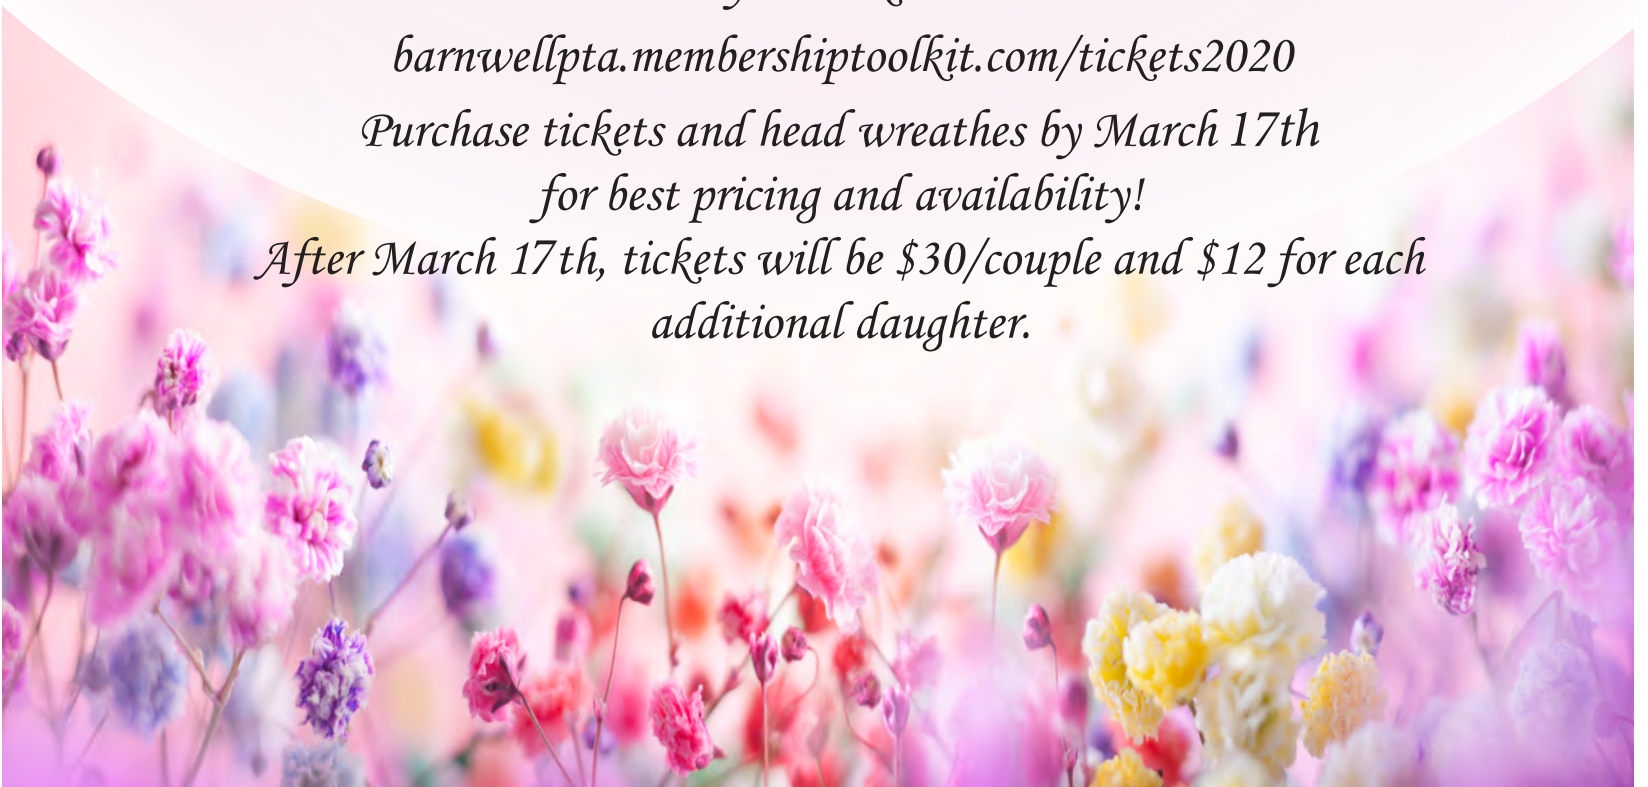 barnwellpta.membershiptoolkit.com/tickets2020
Purchase tickets and head wreathes by March 17th
for best pricing and availability!
After March 17th, tickets will be $30/couple and $12 for each
additional daughter.